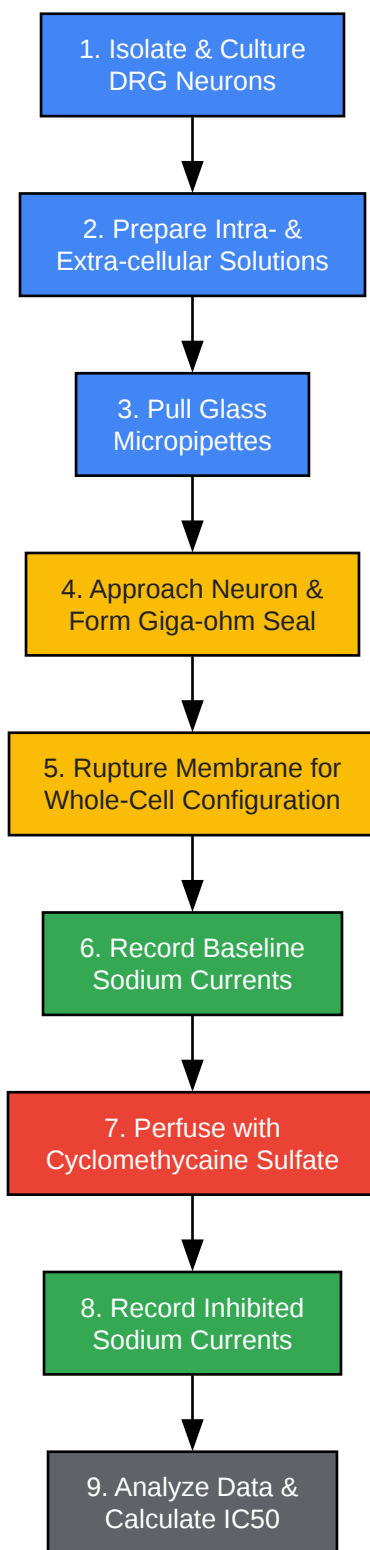 1. Isolate & Culture
DRG Neurons
2. Prepare Intra- &
Extra-cellular Solutions
3. Pull Glass
Micropipettes
4. Approach Neuron &
Form Giga-ohm Seal
5. Rupture Membrane for
Whole-Cell Configuration
6. Record Baseline
Sodium Currents
7. Perfuse with
Cyclomethycaine Sulfate
8. Record Inhibited
Sodium Currents
9. Analyze Data &
Calculate IC50